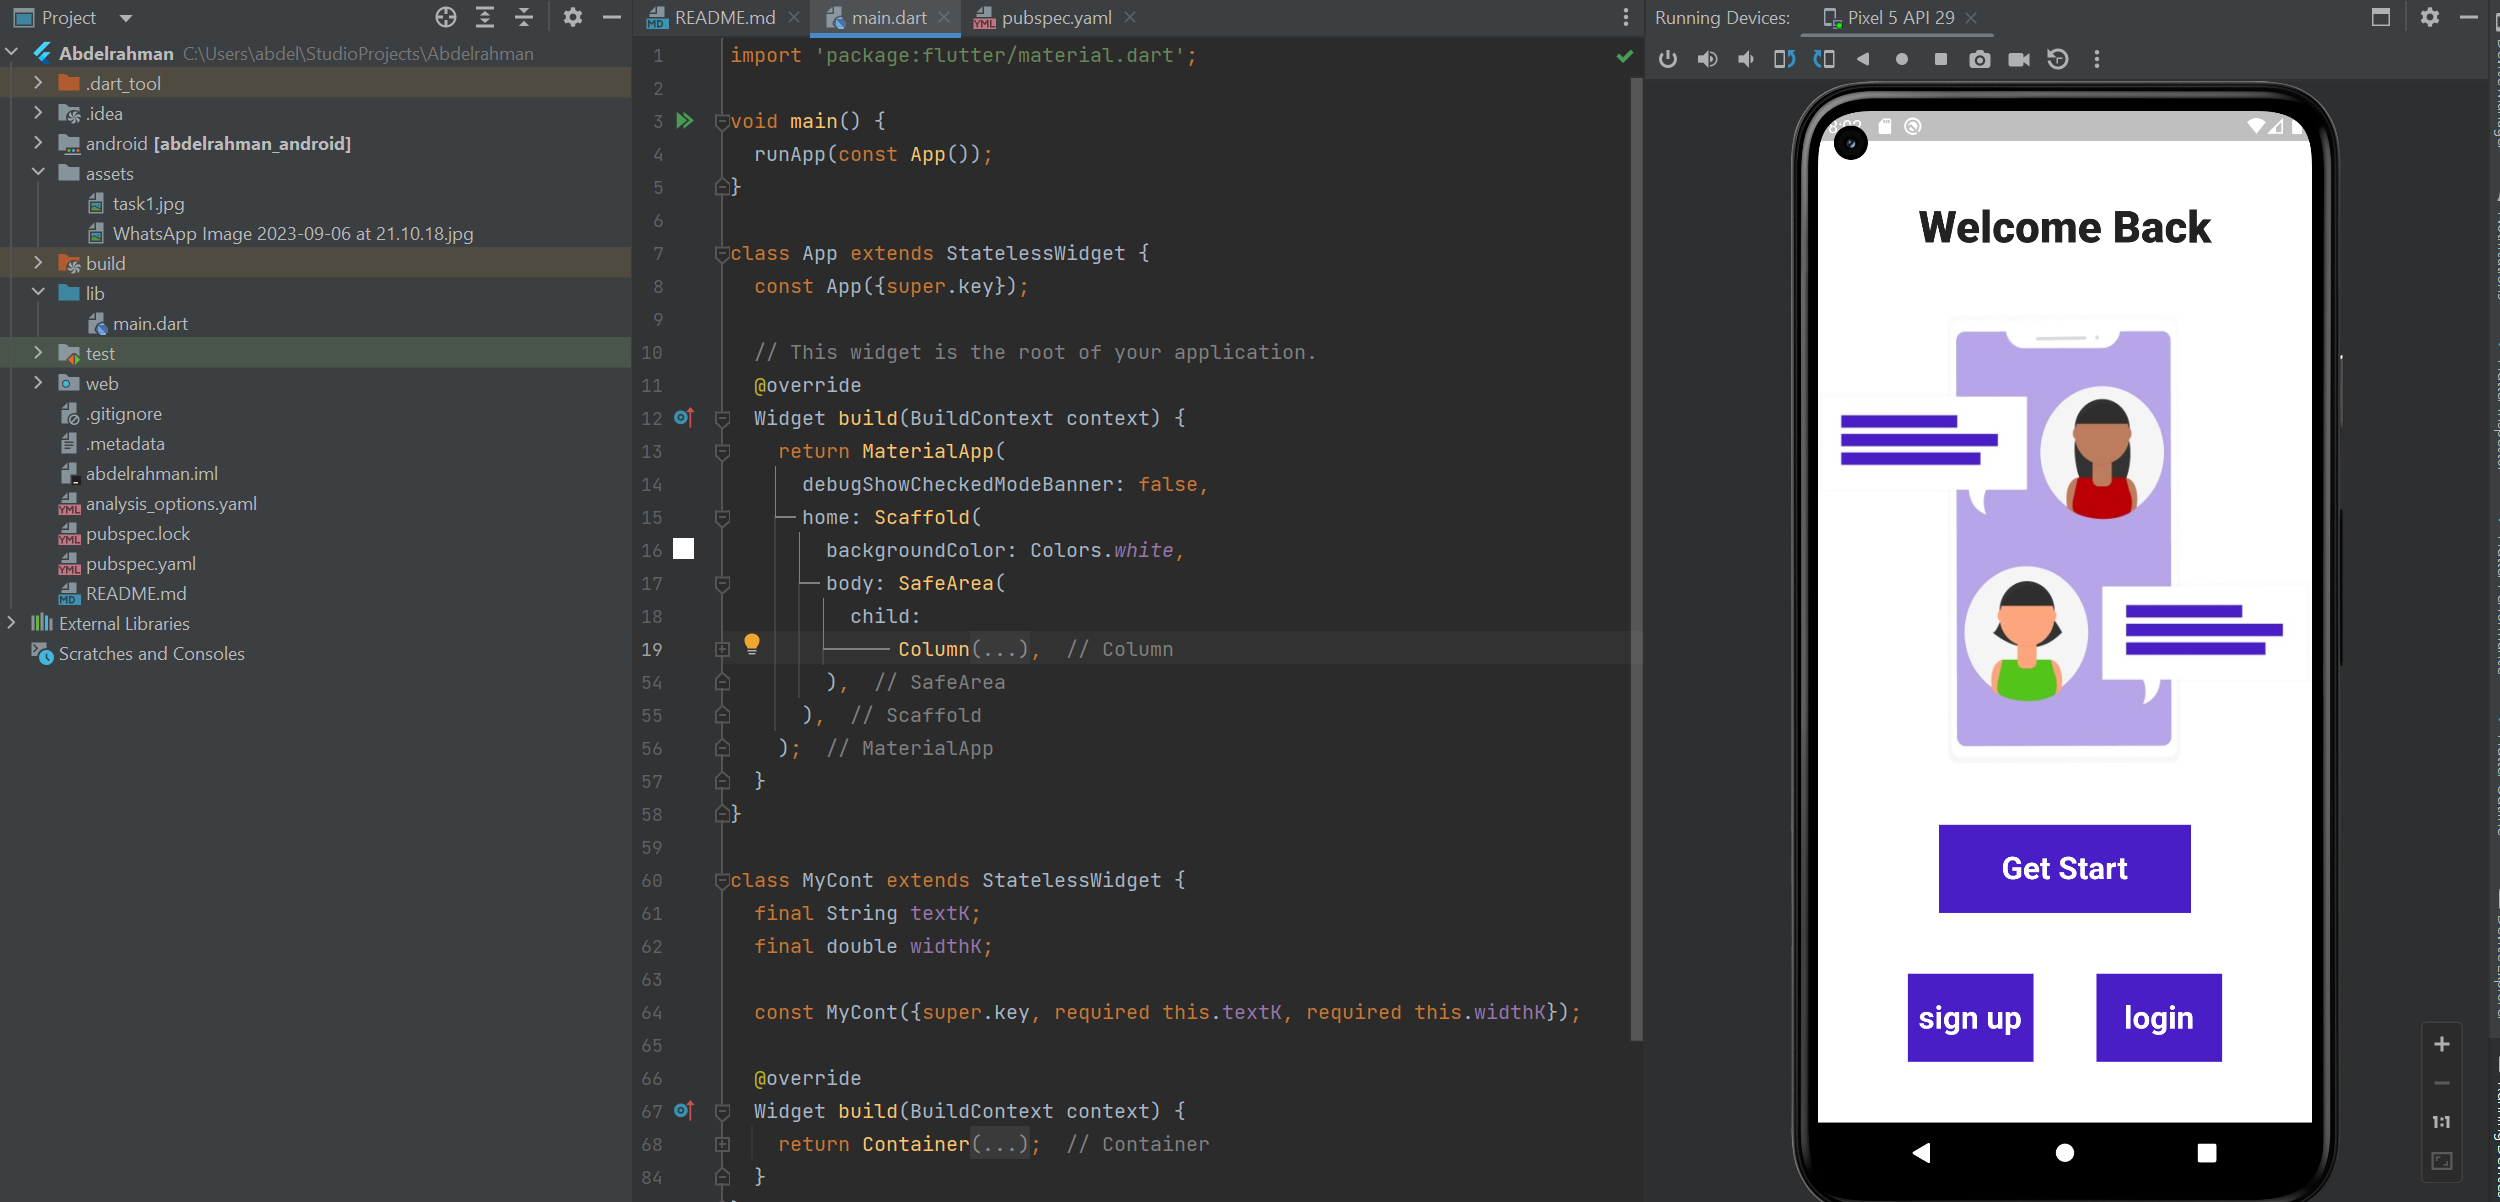 Project
Abdelrahman C:\Users\abdel\StudioProjects\Abdelrahman
.dart_tool
.idea
android [abdelrahman_android]
assets
task1.jpg
WhatsApp Image 2023-09-06 at 21.10.18.jpg
build
lib
main.dart
test
web
.gitignore
.metadata
abdelrahman.iml
analysis_options.yaml
pubspec.lock
pubspec.yaml
README.md
External Libraries
Scratches and Consoles
README.md main.dart pubspec.yaml
1 import 'package:flutter/material.dart';
2
3 void main() {
4 runApp(const App());
5 }
6
7 class App extends StatelessWidget {
8 const App({super.key});
9
10 // This widget is the root of your application.
11 @override
12 Widget build(BuildContext context) {
13 return MaterialApp(
14 debugShowCheckedModeBanner: false,
15 home: Scaffold(
16 backgroundColor: Colors.white,
17 body: SafeArea(
18 child:
19 Column(...), // Column
54 ), // SafeArea
55 ), // Scaffold
56 ); // MaterialApp
57 }
58 }
59
60 class MyCont extends StatelessWidget {
61 final String textK;
62 final double widthK;
63
64 const MyCont({super.key, required this.textK, required this.widthK});
65
66 @override
67 Widget build(BuildContext context) {
68 return Container(...); // Container
84 }
Running Devices: Pixel 5 API 29
Welcome Back
Get Start
sign up login
1:1